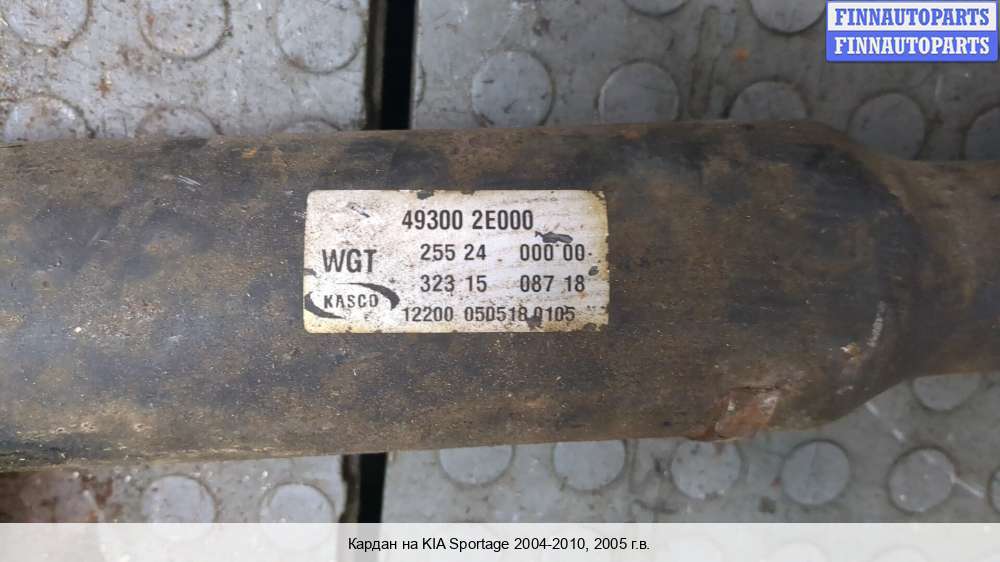 FINNAUTOPARTS
FINNAUTOPARTS
49300 2E000
WGT 255 24 000 00
KASCO 323 15 087 18
12200 05D518 0105
Кардан на KIA Sportage 2004-2010, 2005 г.в.